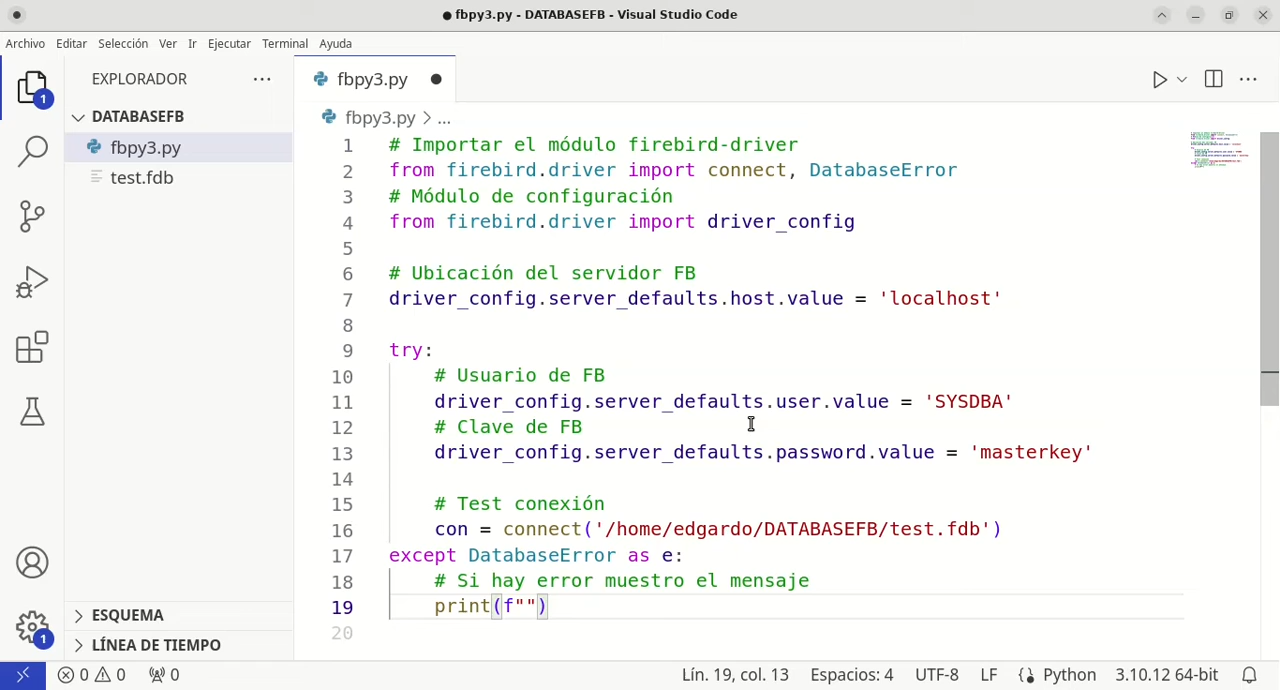 fbpy3.py - DATABASEFB - Visual Studio Code
Archivo Editar Selección Ver Ir Ejecutar Terminal Ayuda
EXPLORADOR
DATABASEFB
fbpy3.py
test.fdb
ESQUEMA
LÍNEA DE TIEMPO
1
1
fbpy3.py
fbpy3.py > ...
1 # Importar el módulo firebird-driver
2 from firebird.driver import connect, DatabaseError
3 # Módulo de configuración
4 from firebird.driver import driver_config
5
6 # Ubicación del servidor FB
7 driver_config.server_defaults.host.value = 'localhost'
8
9 try:
10 # Usuario de FB
11 driver_config.server_defaults.user.value = 'SYSDBA'
12 # Clave de FB
13 driver_config.server_defaults.password.value = 'masterkey'
14
15 # Test conexión
16 con = connect('/home/edgardo/DATABASEFB/test.fdb')
17 except DatabaseError as e:
18 # Si hay error muestro el mensaje
19 print(f"")
20
0 0 0 Lín. 19, col. 13 Espacios: 4 UTF-8 LF Python 3.10.12 64-bit